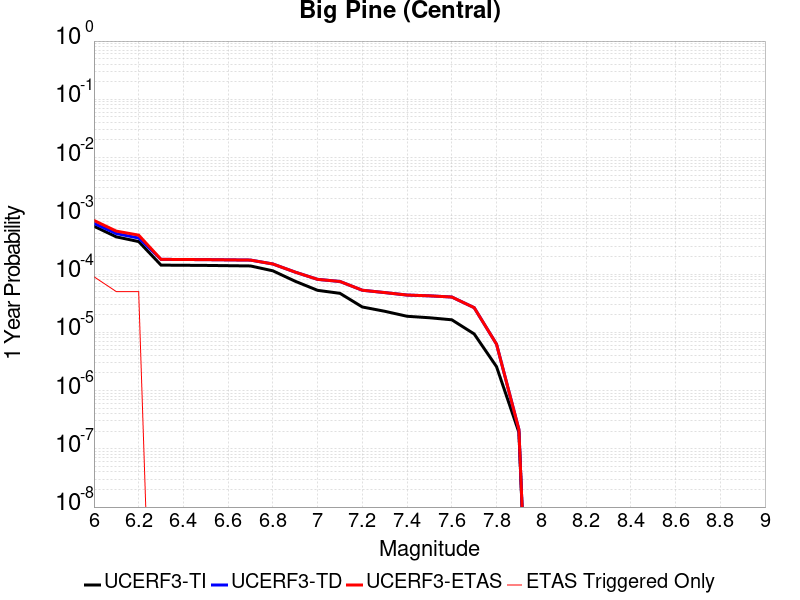 Big Pine (Central)
10^0
10^-1
10^-2
10^-3
10^-4
10^-5
10^-6
10^-7
10^-8
1 Year Probability
6 6.2 6.4 6.6 6.8 7 7.2 7.4 7.6 7.8 8 8.2 8.4 8.6 8.8 9
Magnitude
UCERF3-TI UCERF3-TD UCERF3-ETAS ETAS Triggered Only